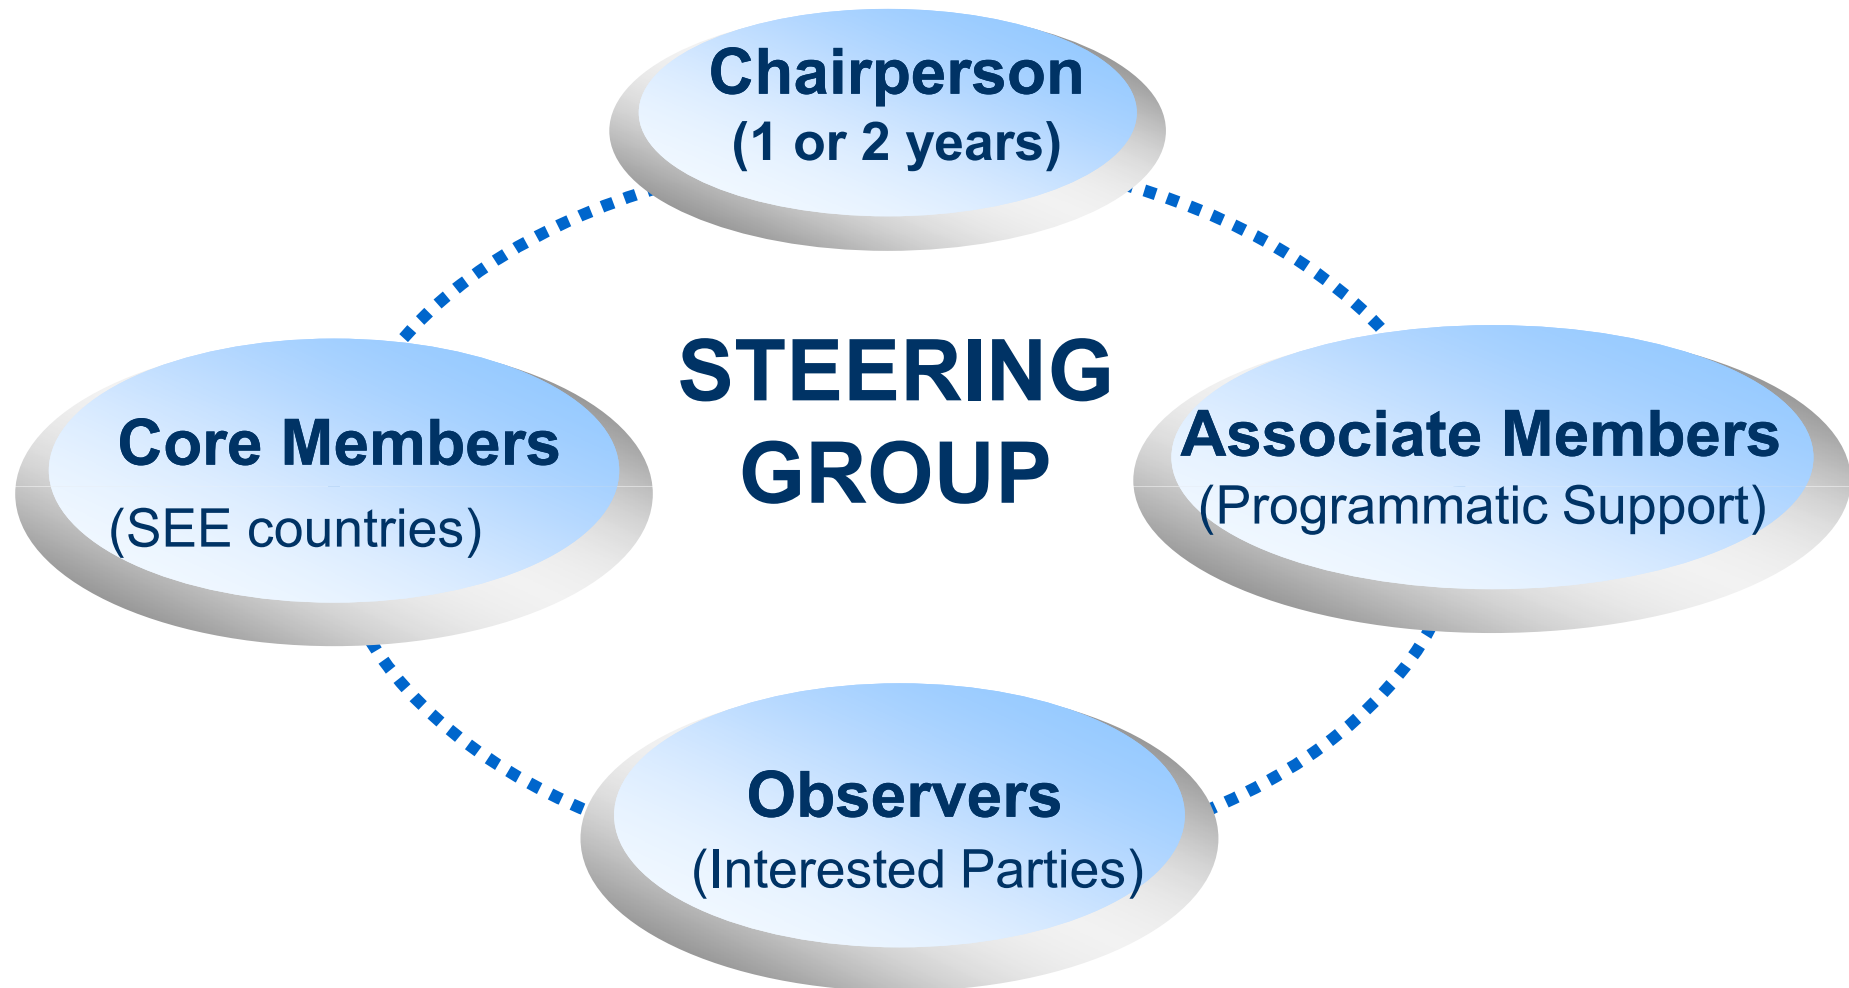 Chairperson
(1 or 2 years)
STEERING
GROUP
Core Members
(SEE countries)
Associate Members
(Programmatic Support)
Observers
(Interested Parties)